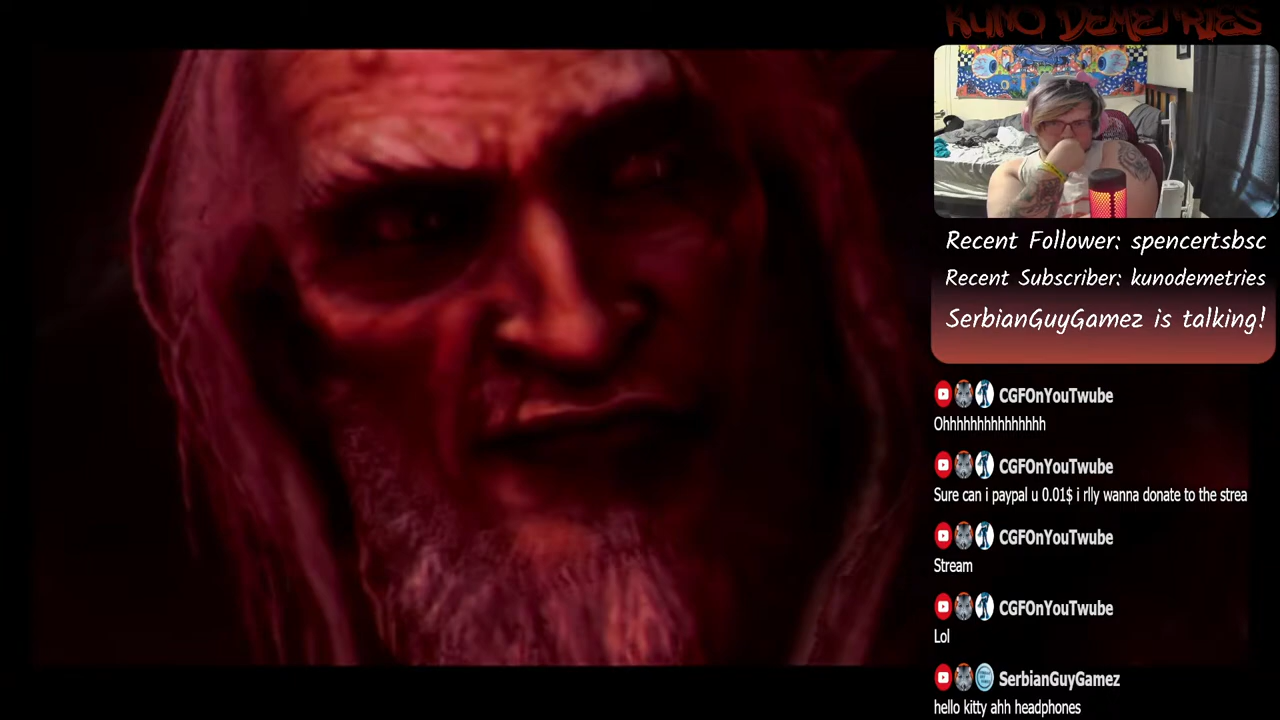 KUNO DEMETRIES
Recent Follower: spencertsbsc
Recent Subscriber: kunodemetries
SerbianGuyGamez is talking!
CGFOnYouTwube
Ohhhhhhhhhhhhhhh
CGFOnYouTwube
Sure can i paypal u 0.01$ i rlly wanna donate to the strea
CGFOnYouTwube
Stream
CGFOnYouTwube
Lol
SerbianGuyGamez
hello kitty ahh headphones